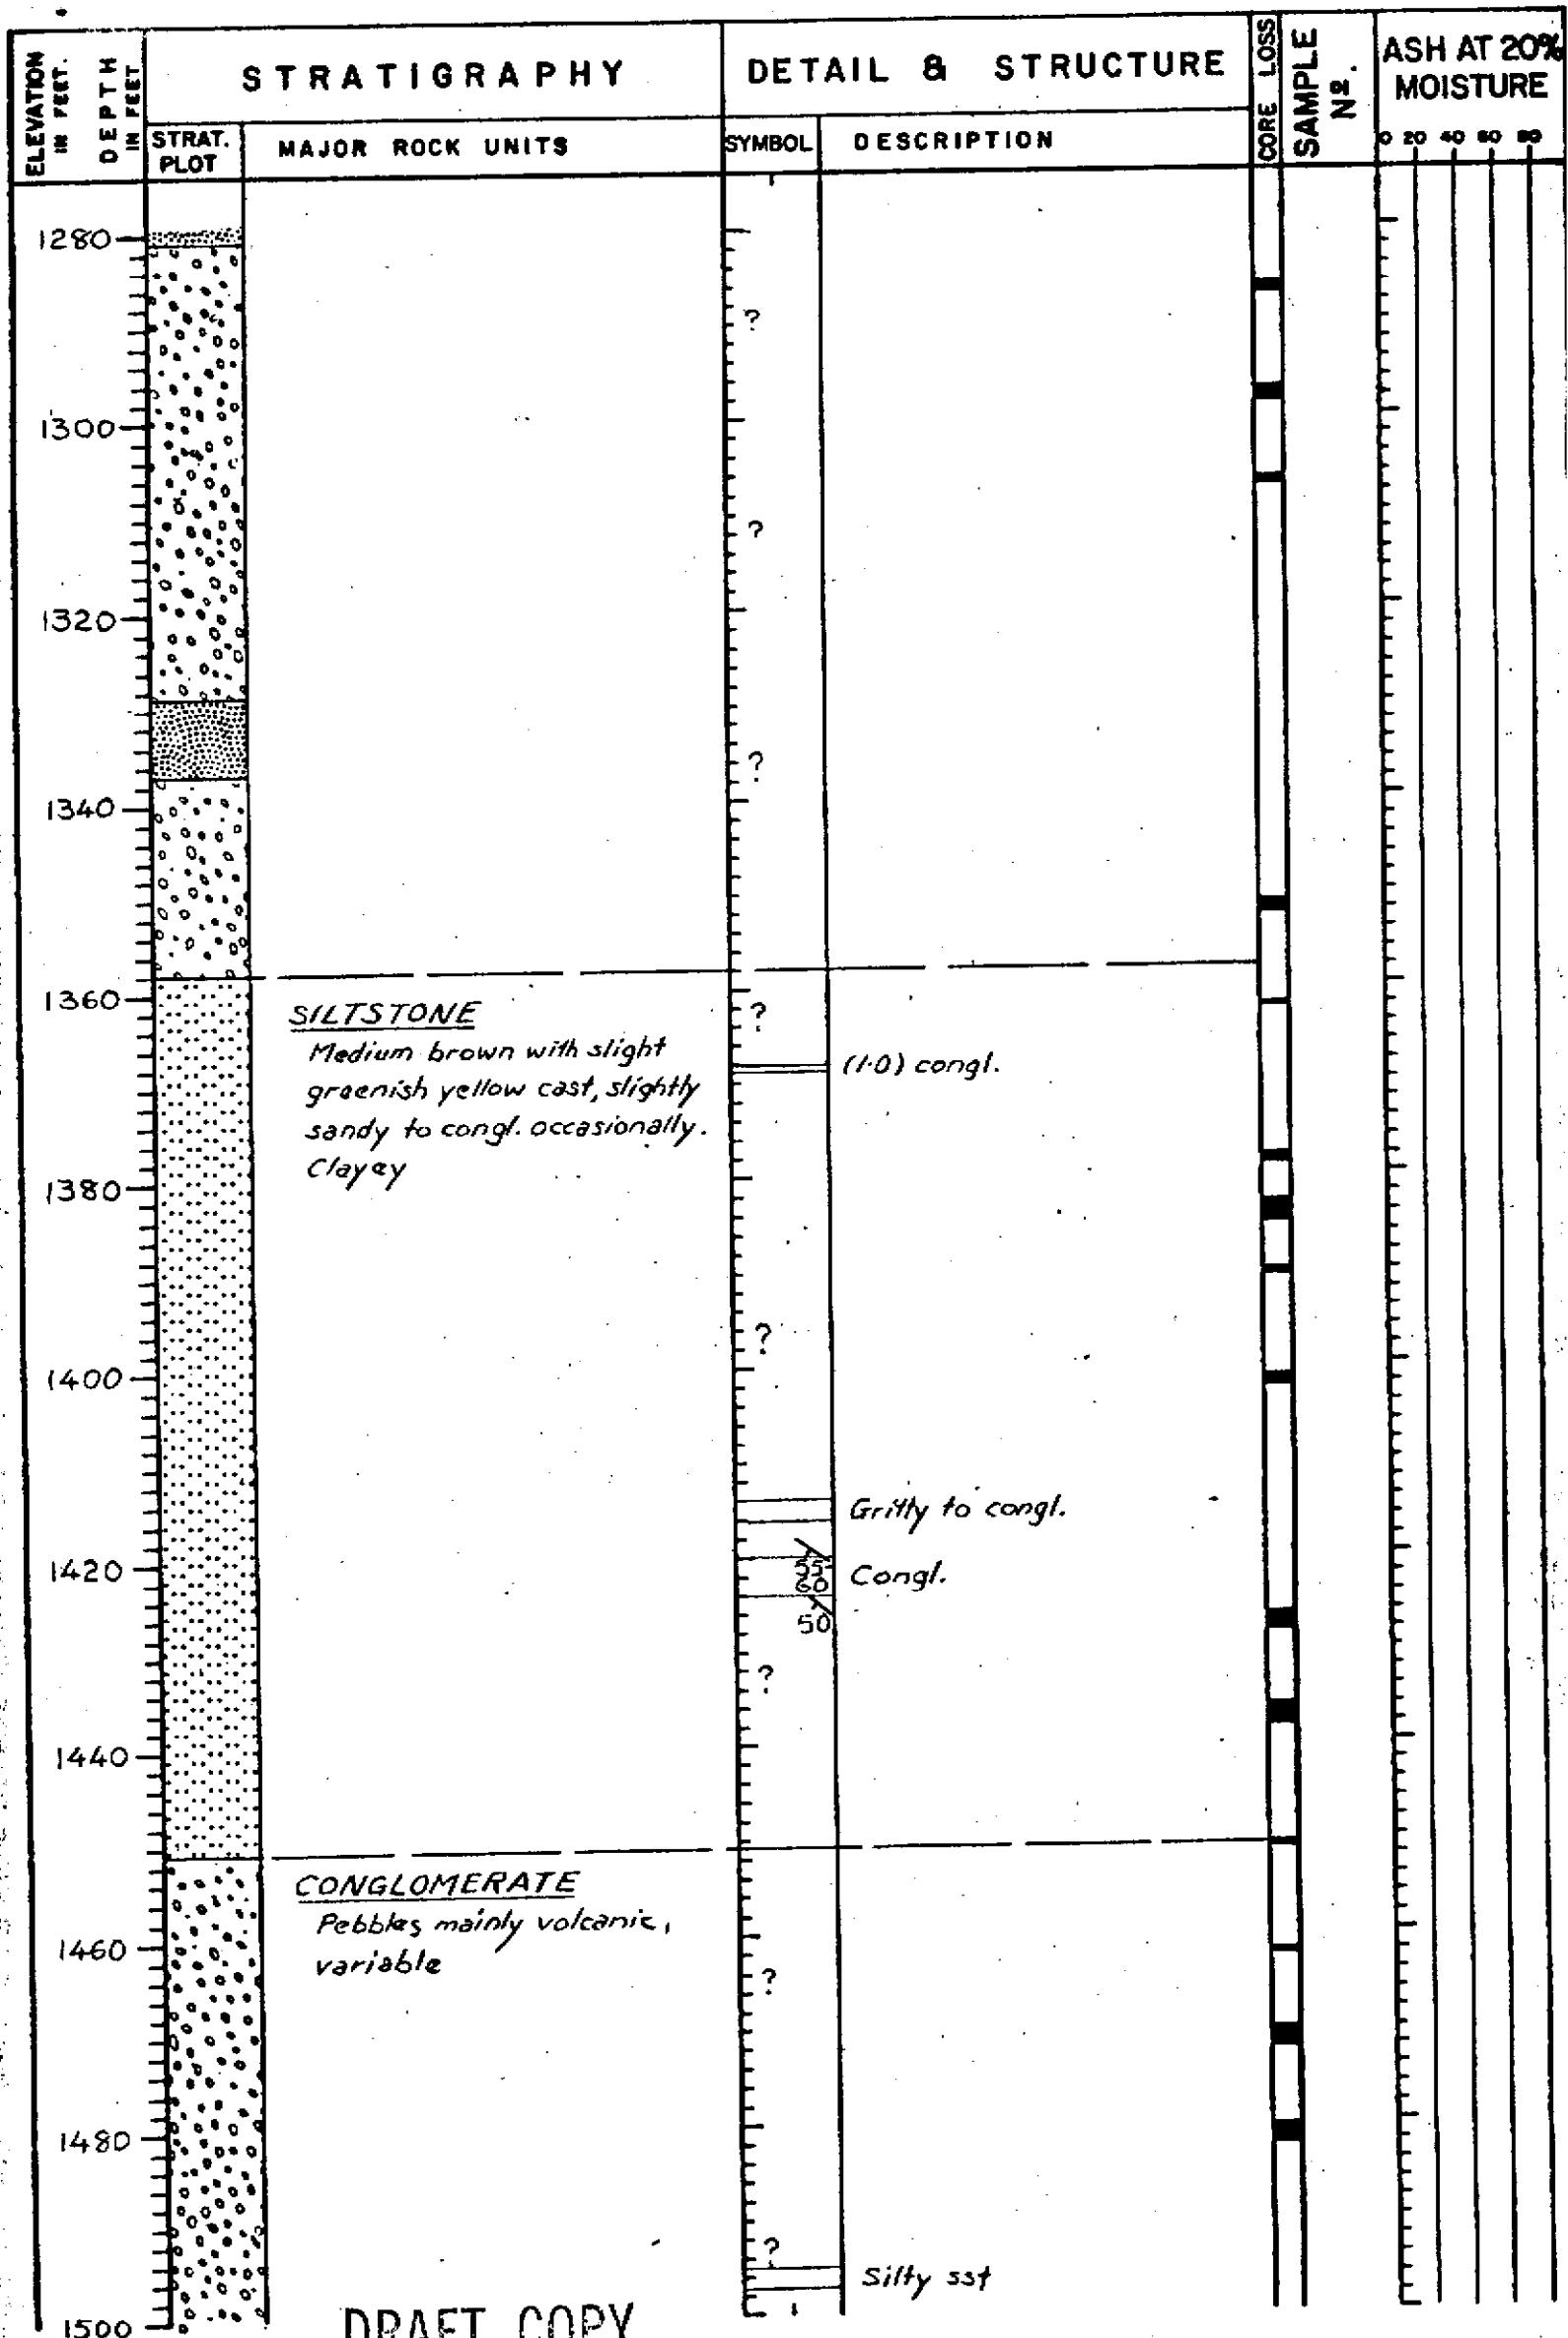 ELEVATION IN FEET.
DEPTH IN FEET
STRATIGRAPHY
DETAIL & STRUCTURE
CORE LOSS
SAMPLE Nº.
ASH AT 20% MOISTURE
STRAT. PLOT
MAJOR ROCK UNITS
SYMBOL
DESCRIPTION
0 20 40 60 80
1280
?
1300
?
1320
?
1340
1360
SILTSTONE
?
Medium brown with slight
(1·0) congl.
greenish yellow cast, slightly
sandy to congl. occasionally.
Clayey
1380
?
1400
Gritty to congl.
1420
55-
60
Congl.
50
?
1440
CONGLOMERATE
Pebbles mainly volcanic,
variable
1460
?
1480
?
Silty sst
1500
DRAFT COPY